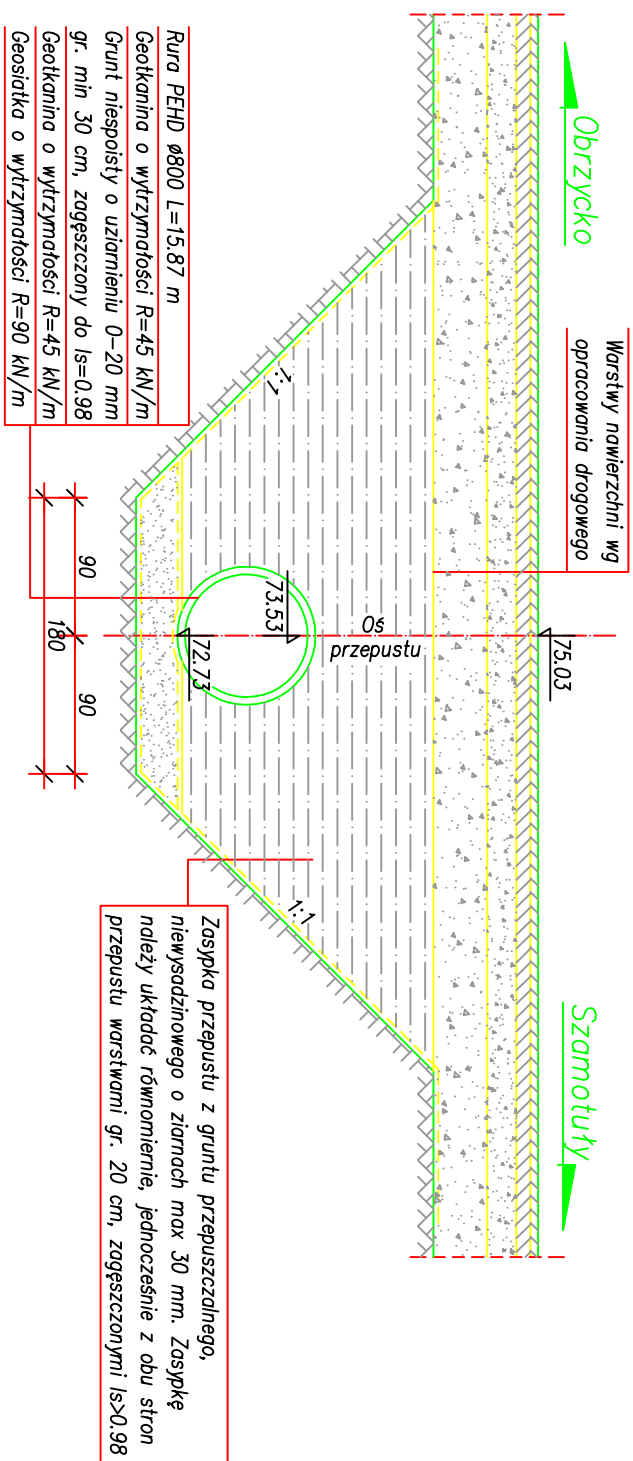 Obrzycko
Szamotuły
Warstwy nawierzchni wg
opracowania drogowego
75.03
Oś
przepustu
73.53
72.73
1:1
1:1
90
90
180
Rura PEHD ø800 L=15.87 m
Geotkanina o wytrzymałości R=45 kN/m
Grunt niespoisty o uziarnieniu 0-20 mm
gr. min 30 cm, zagęszczony do Is=0.98
Geotkanina o wytrzymałości R=45 kN/m
Geosiatka o wytrzymałości R=90 kN/m
Zasypka przepustu z gruntu przepuszczalnego,
niewysadzinowego o ziarnach max 30 mm. Zasypkę
należy układać równomiernie, jednocześnie z obu stron
przepustu warstwami gr. 20 cm, zagęszczonymi Is>0.98